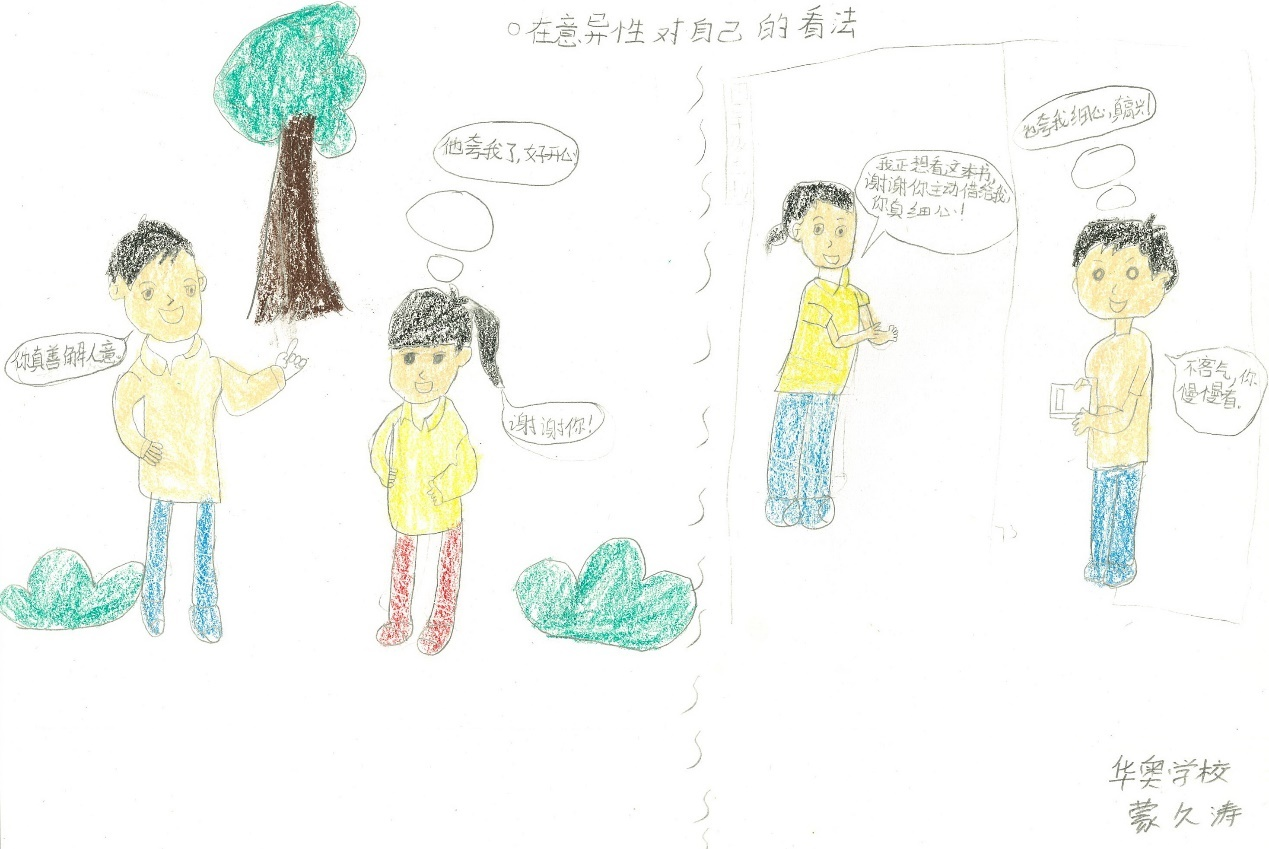 在意异性对自己的看法
他夸我了,好开心
你真善解人意。
谢谢你!
我正想看这本书,
谢谢你主动借给我,
你真细心!
她夸我细心,真高兴!
不客气,你
慢慢看。
华奥学校
蒙久涛